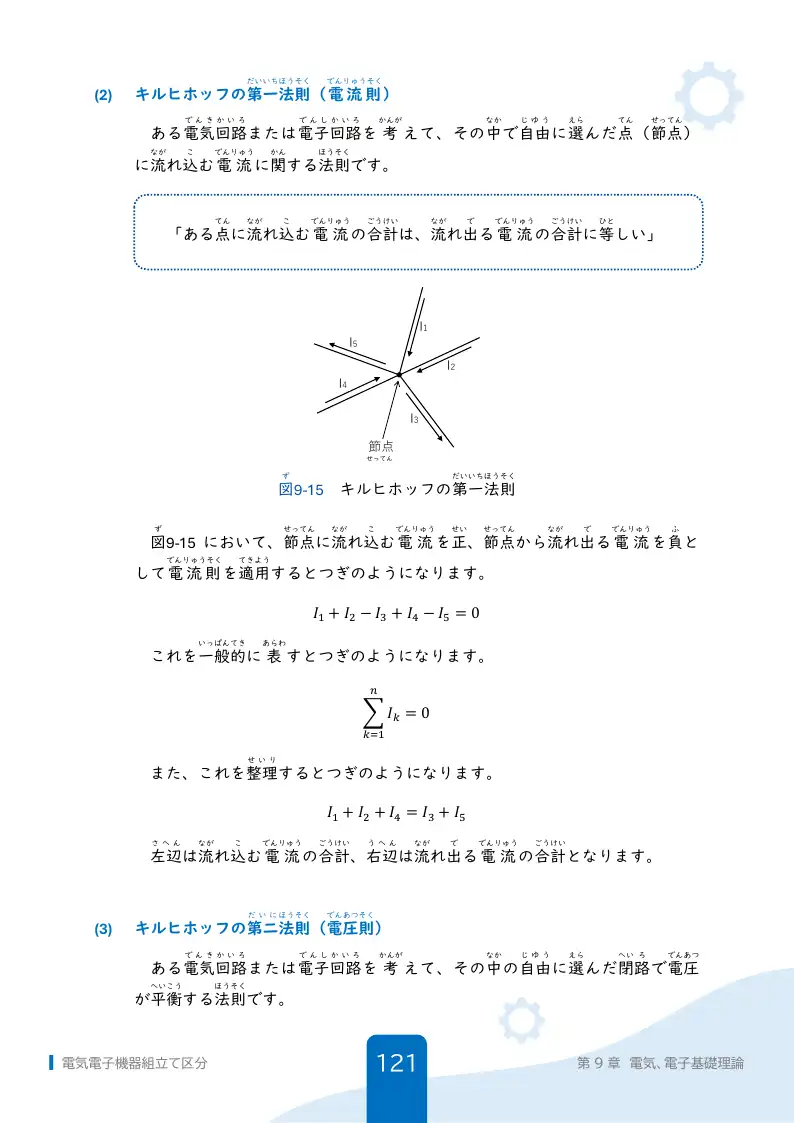 (2) キルヒホッフの第一法則（電流則）
ある電気回路または電子回路を考えて、その中で自由に選んだ点（節点）
に流れ込む電流に関する法則です。
「ある点に流れ込む電流の合計は、流れ出る電流の合計に等しい」
I₁
I₅
I₂
I₄
I₃
節点
せってん
図9-15 キルヒホッフの第一法則
図9-15 において、節点に流れ込む電流を正、節点から流れ出る電流を負と
して電流則を適用するとつぎのようになります。
I₁ + I₂ − I₃ + I₄ − I₅ = 0
これを一般的に表すとつぎのようになります。
n
∑ Iₖ = 0
k=1
また、これを整理するとつぎのようになります。
I₁ + I₂ + I₄ = I₃ + I₅
左辺は流れ込む電流の合計、右辺は流れ出る電流の合計となります。
(3) キルヒホッフの第二法則（電圧則）
ある電気回路または電子回路を考えて、その中の自由に選んだ閉路で電圧
が平衡する法則です。
電気電子機器組立て区分
121
第 9 章 電気、電子基礎理論